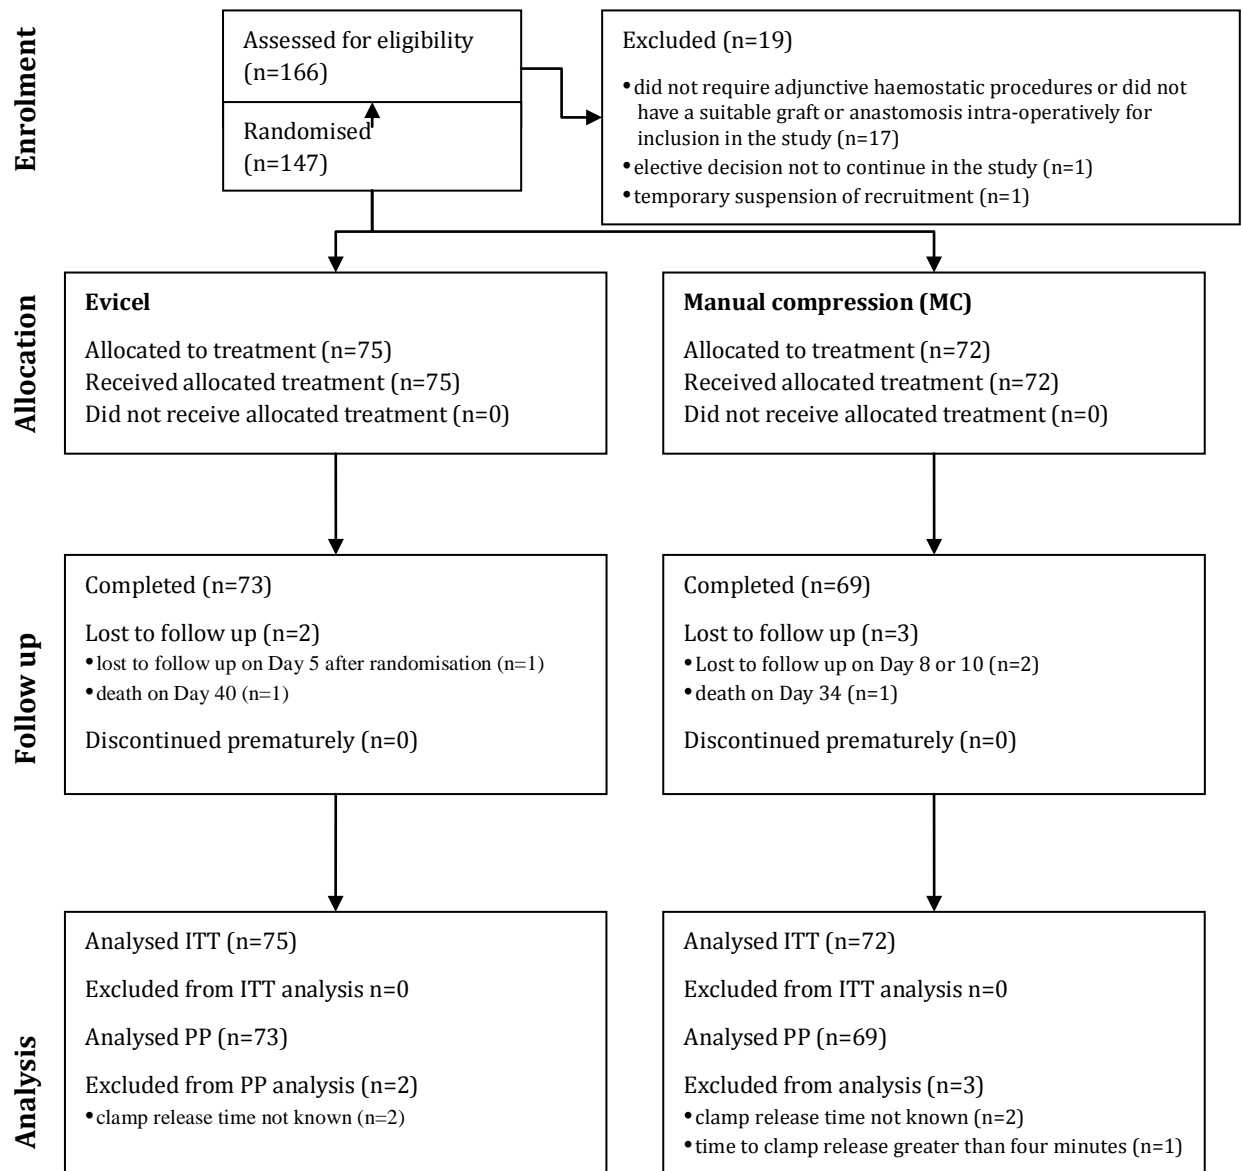 Enrolment
Assessed for eligibility
(n=166)
Randomised
(n=147)
Excluded (n=19)
•did not require adjunctive haemostatic procedures or did not
have a suitable graft or anastomosis intra-operatively for
inclusion in the study (n=17)
•elective decision not to continue in the study (n=1)
•temporary suspension of recruitment (n=1)
Allocation
Evicel
Allocated to treatment (n=75)
Received allocated treatment (n=75)
Did not receive allocated treatment (n=0)
Manual compression (MC)
Allocated to treatment (n=72)
Received allocated treatment (n=72)
Did not receive allocated treatment (n=0)
Follow up
Completed (n=73)
Lost to follow up (n=2)
•lost to follow up on Day 5 after randomisation (n=1)
•death on Day 40 (n=1)
Discontinued prematurely (n=0)
Completed (n=69)
Lost to follow up (n=3)
•Lost to follow up on Day 8 or 10 (n=2)
•death on Day 34 (n=1)
Discontinued prematurely (n=0)
Analysis
Analysed ITT (n=75)
Excluded from ITT analysis n=0
Analysed PP (n=73)
Excluded from PP analysis (n=2)
•clamp release time not known (n=2)
Analysed ITT (n=72)
Excluded from ITT analysis n=0
Analysed PP (n=69)
Excluded from analysis (n=3)
•clamp release time not known (n=2)
•time to clamp release greater than four minutes (n=1)